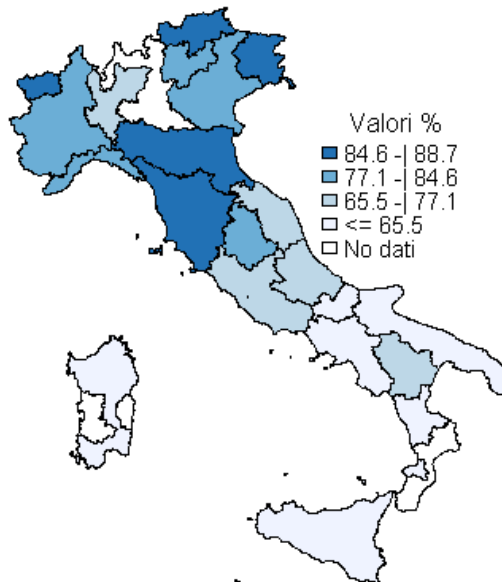 Valori %
84.6 -| 88.7
77.1 -| 84.6
65.5 -| 77.1
<= 65.5
No dati